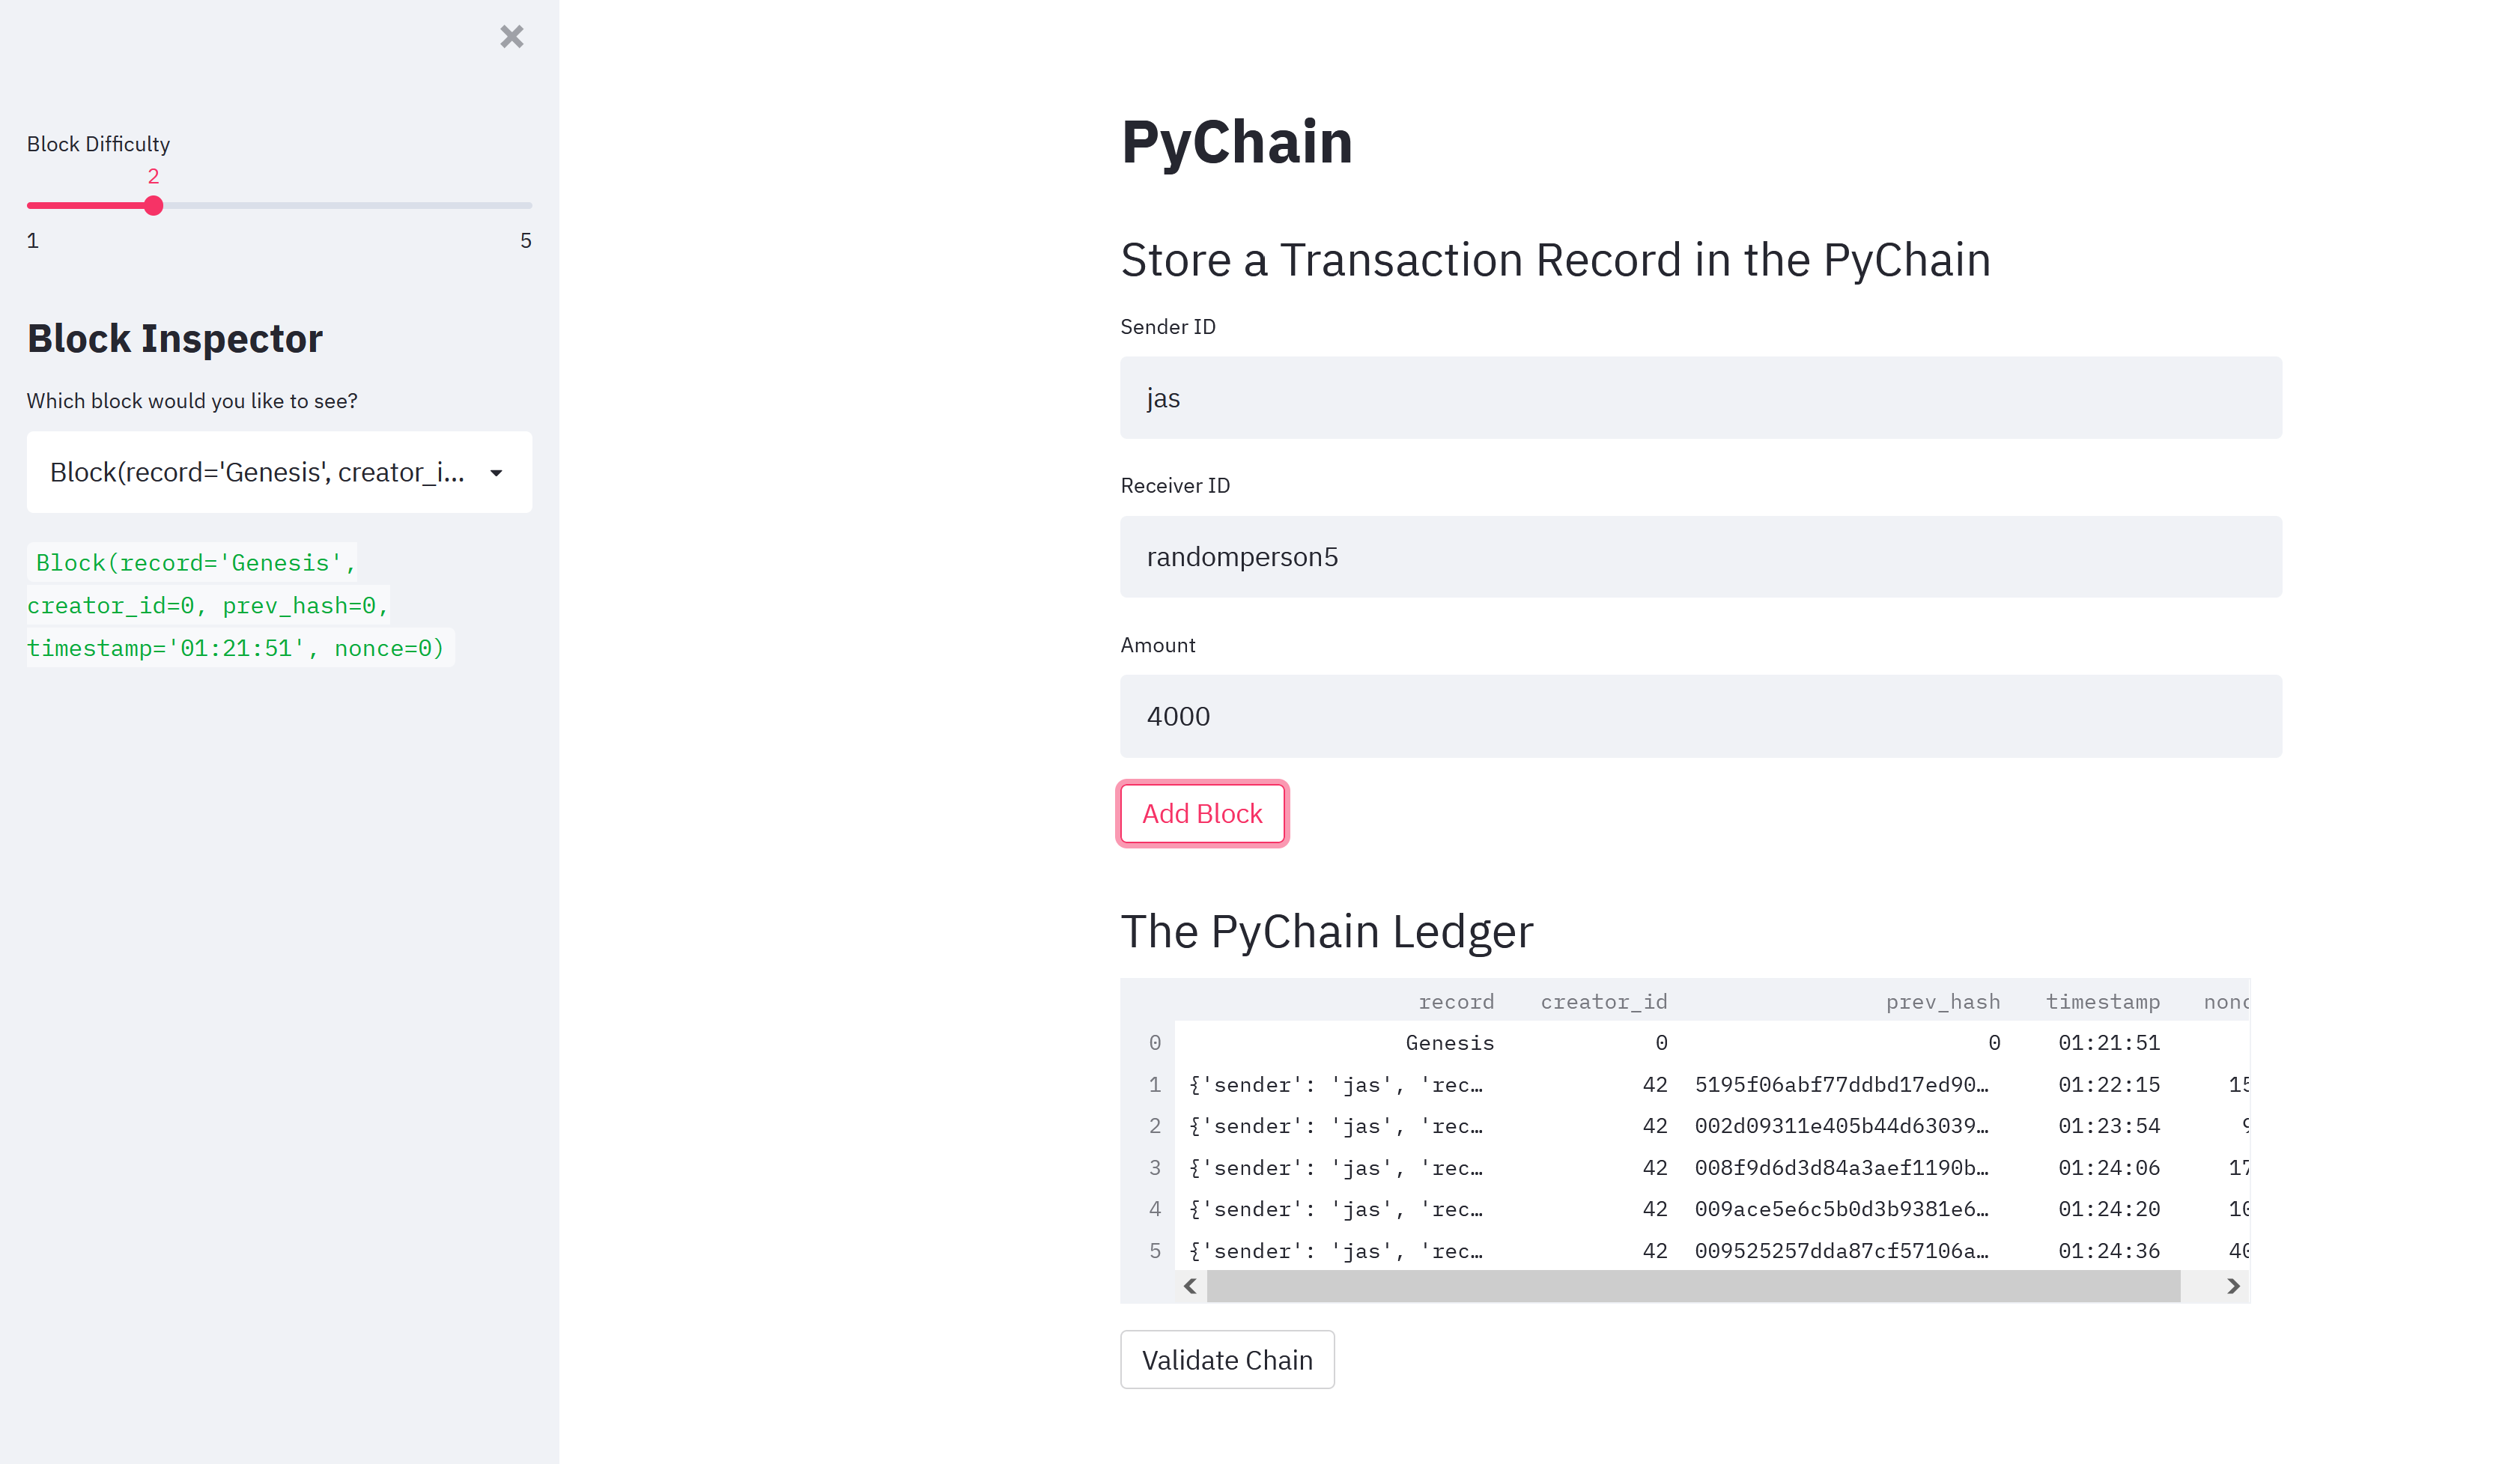 Block Difficulty
2
1 5
Block Inspector
Which block would you like to see?
Block(record='Genesis', creator_i...
Block(record='Genesis',
creator_id=0, prev_hash=0,
timestamp='01:21:51', nonce=0)
PyChain
Store a Transaction Record in the PyChain
Sender ID
jas
Receiver ID
randomperson5
Amount
4000
Add Block
The PyChain Ledger
record creator_id prev_hash timestamp
0 Genesis 0 0 01:21:51
1 {'sender': 'jas', 'rec… 42 5195f06abf77ddbd17ed90… 01:22:15 15
2 {'sender': 'jas', 'rec… 42 002d09311e405b44d63039… 01:23:54 9
3 {'sender': 'jas', 'rec… 42 008f9d6d3d84a3aef1190b… 01:24:06 17
4 {'sender': 'jas', 'rec… 42 009ace5e6c5b0d3b9381e6… 01:24:20 10
5 {'sender': 'jas', 'rec… 42 009525257dda87cf57106a… 01:24:36 40
Validate Chain